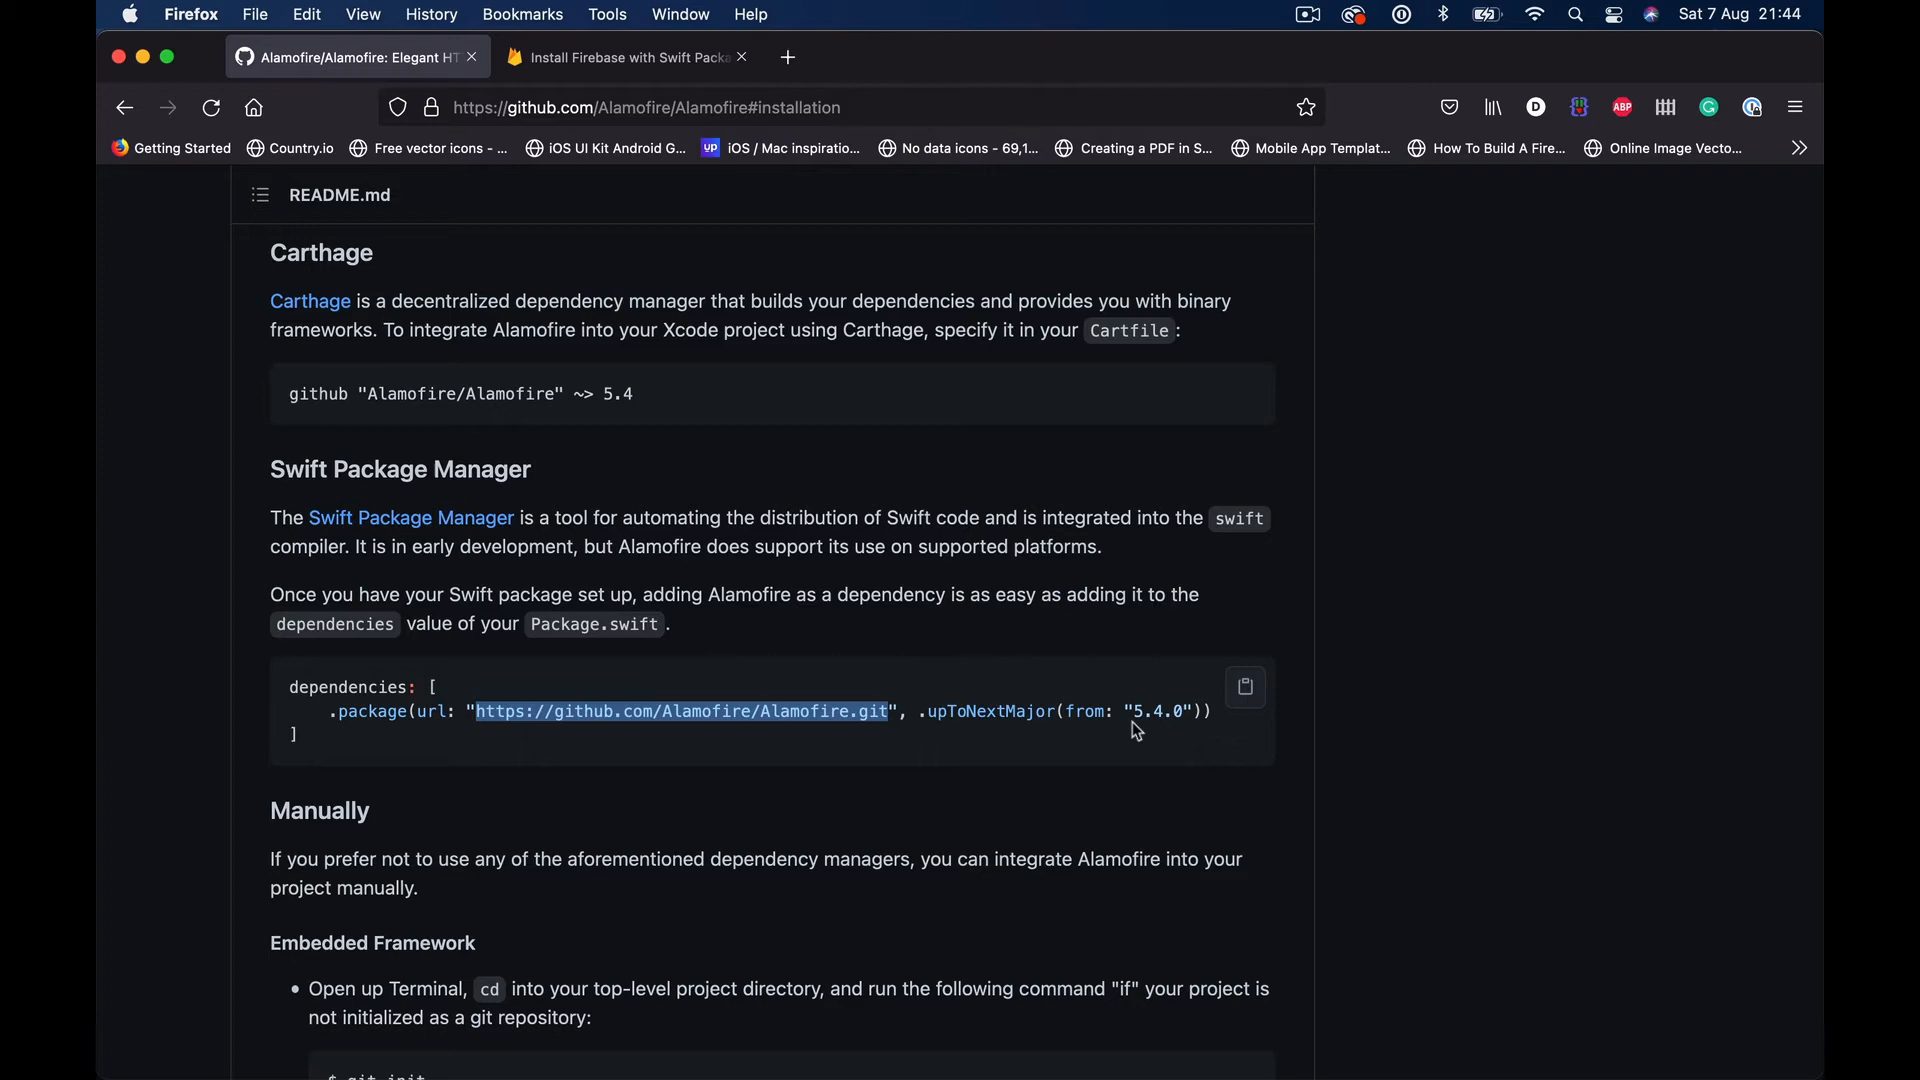 Firefox File Edit View History Bookmarks Tools Window Help Sat 7 Aug 21:44
Alamofire/Alamofire: Elegant HT Install Firebase with Swift Packa
https://github.com/Alamofire/Alamofire#installation
Getting Started Country.io Free vector icons - ... iOS UI Kit Android G... iOS / Mac inspiratio... No data icons - 69,1... Creating a PDF in S... Mobile App Templat... How To Build A Fire... Online Image Vecto...
README.md
Carthage
Carthage is a decentralized dependency manager that builds your dependencies and provides you with binary
frameworks. To integrate Alamofire into your Xcode project using Carthage, specify it in your Cartfile:
github "Alamofire/Alamofire" ~> 5.4
Swift Package Manager
The Swift Package Manager is a tool for automating the distribution of Swift code and is integrated into the swift
compiler. It is in early development, but Alamofire does support its use on supported platforms.
Once you have your Swift package set up, adding Alamofire as a dependency is as easy as adding it to the
dependencies value of your Package.swift.
dependencies: [
.package(url: "https://github.com/Alamofire/Alamofire.git", .upToNextMajor(from: "5.4.0"))
]
Manually
If you prefer not to use any of the aforementioned dependency managers, you can integrate Alamofire into your
project manually.
Embedded Framework
• Open up Terminal, cd into your top-level project directory, and run the following command "if" your project is
not initialized as a git repository:
$ git init